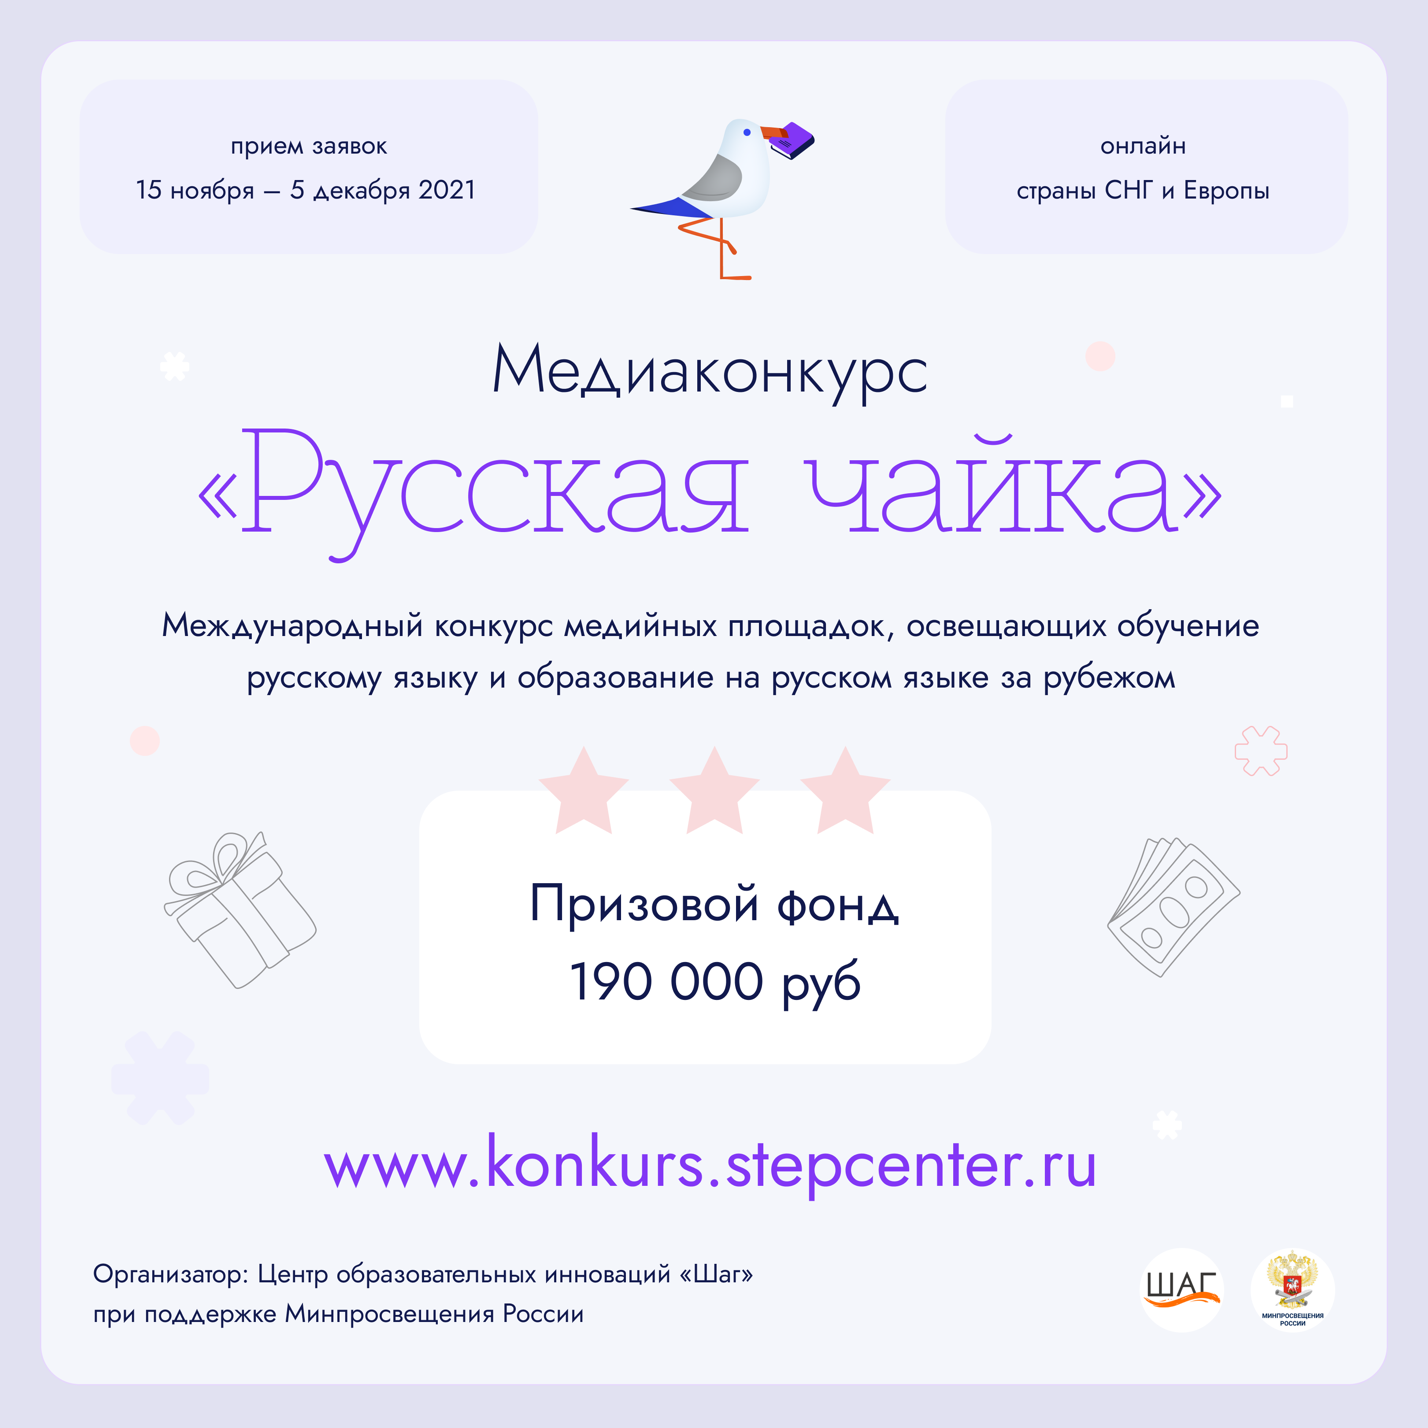 прием заявок
15 ноября – 5 декабря 2021
онлайн
страны СНГ и Европы
Медиаконкурс
«Русская чайка»
Международный конкурс медийных площадок, освещающих обучение
русскому языку и образование на русском языке за рубежом
Призовой фонд
190 000 руб
www.konkurs.stepcenter.ru
Организатор: Центр образовательных инноваций «Шаг»
при поддержке Минпросвещения России
ШАГ
МИНПРОСВЕЩЕНИЯ
РОССИИ